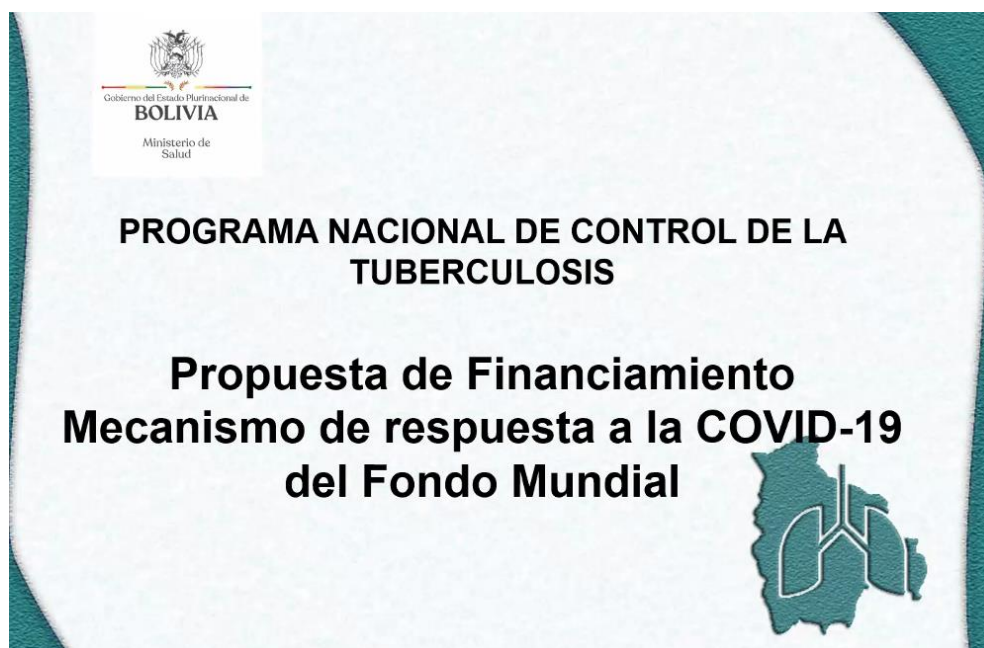 Gobierno del Estado Plurinacional de
BOLIVIA
Ministerio de
Salud
PROGRAMA NACIONAL DE CONTROL DE LA
TUBERCULOSIS
Propuesta de Financiamiento
Mecanismo de respuesta a la COVID-19
del Fondo Mundial